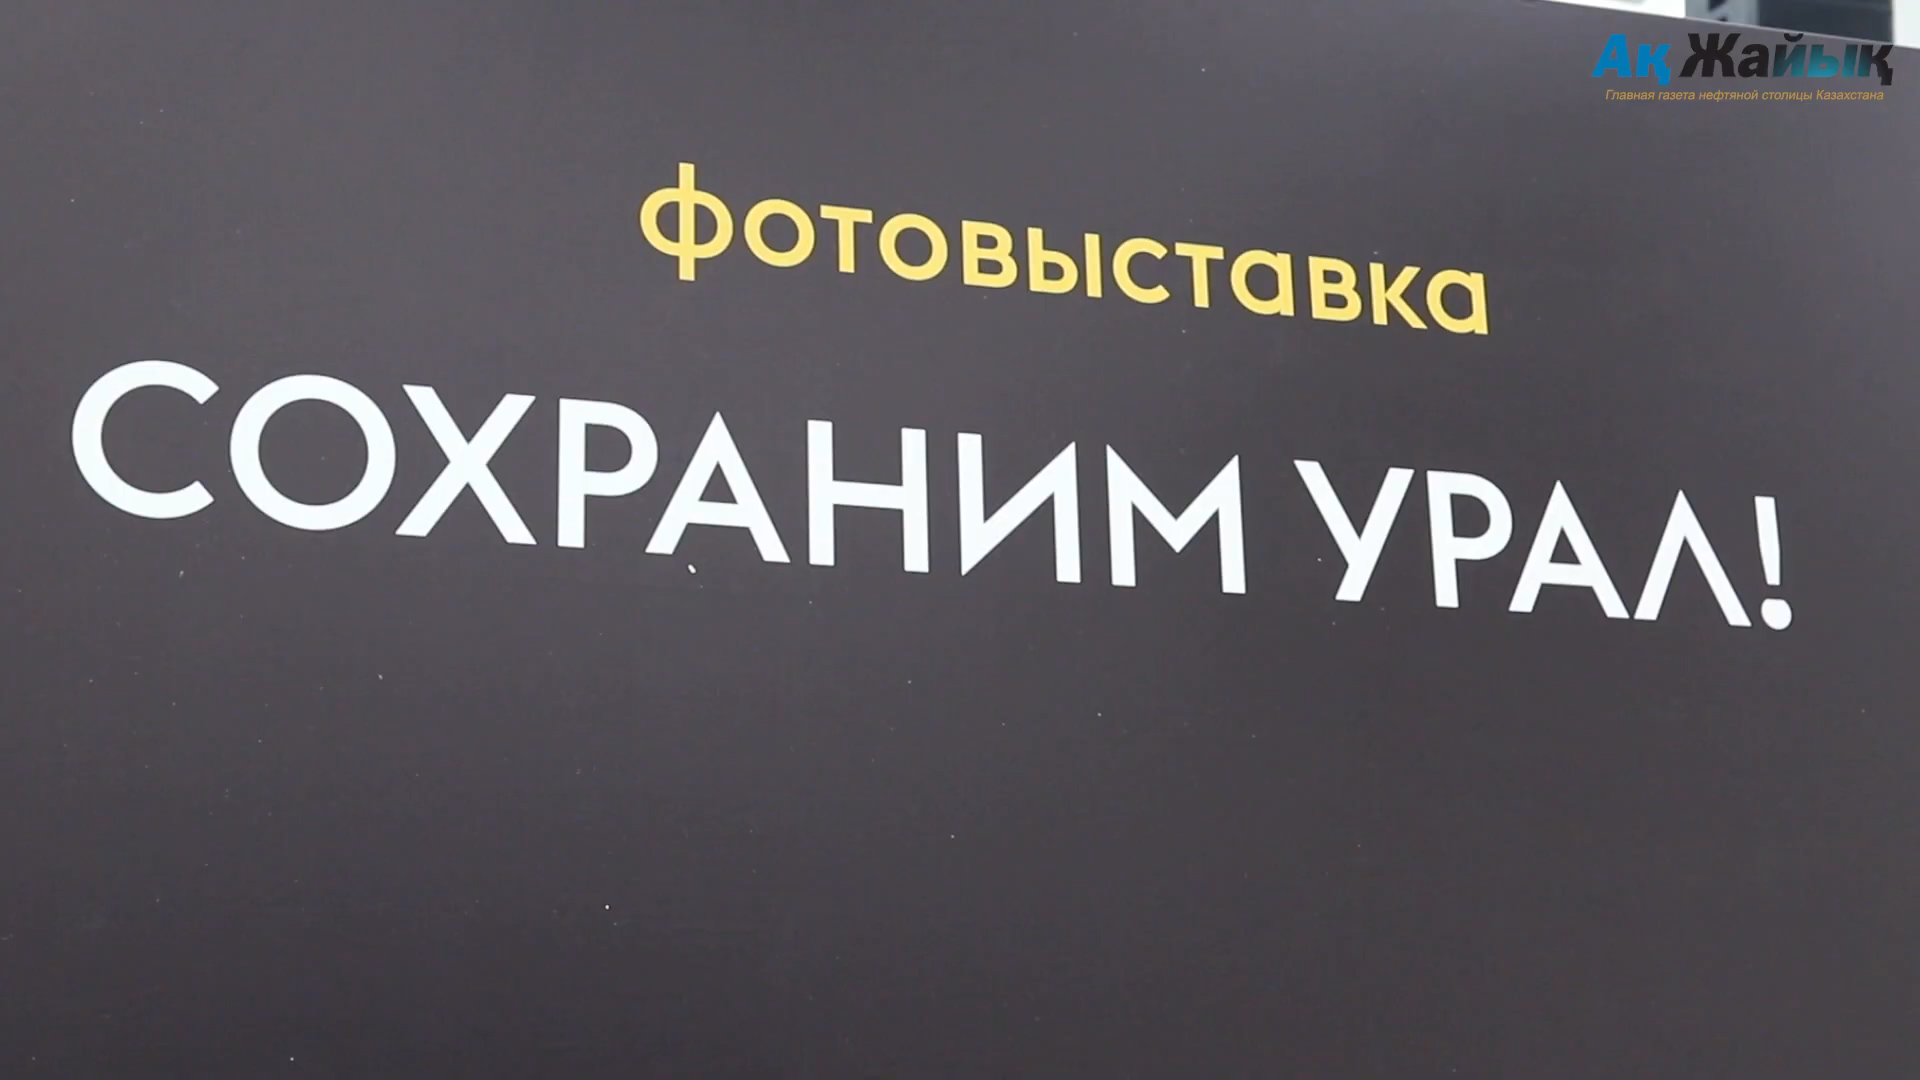 Ақ Жайық
Главная газета нефтяной столицы Казахстана
фотовыставка
СОХРАНИМ УРАЛ!